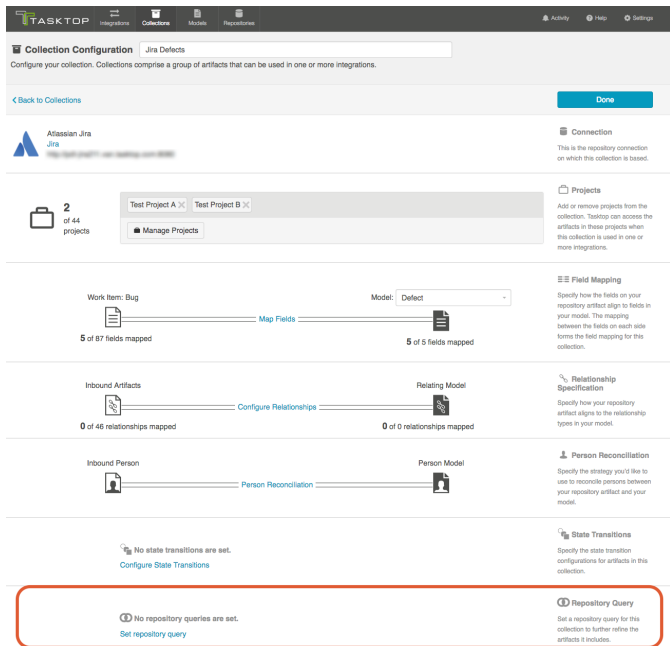 TASKTOP
Integrations
Collections
Models
Repositories
Activity
Help
Settings
Collection Configuration
Jira Defects
Configure your collection. Collections comprise a group of artifacts that can be used in one or more integrations.
Back to Collections
Done
Atlassian Jira
Jira
Connection
This is the repository connection
on which this collection is based.
2
of 44
projects
Test Project A
Test Project B
Manage Projects
Projects
Add or remove projects from the
collection. Tasktop can access the
artifacts in these projects when
this collection is used in one or
more integrations.
Work Item: Bug
Model:
Defect
Map Fields
5 of 87 fields mapped
5 of 5 fields mapped
Field Mapping
Specify how the fields on your
repository artifact align to fields in
your model. The mapping
between the fields on each side
forms the field mapping for this
collection.
Inbound Artifacts
Relating Model
Configure Relationships
0 of 46 relationships mapped
0 of 0 relationships mapped
Relationship
Specification
Specify how your repository
artifact aligns to the relationship
types in your model.
Inbound Person
Person Model
Person Reconciliation
Person Reconciliation
Specify the strategy you'd like to
use to reconcile persons between
your repository artifact and your
model.
No state transitions are set.
Configure State Transitions
State Transitions
Specify the state transition
configurations for artifacts in this
collection.
No repository queries are set.
Set repository query
Repository Query
Set a repository query for this
collection to further refine the
artifacts it includes.